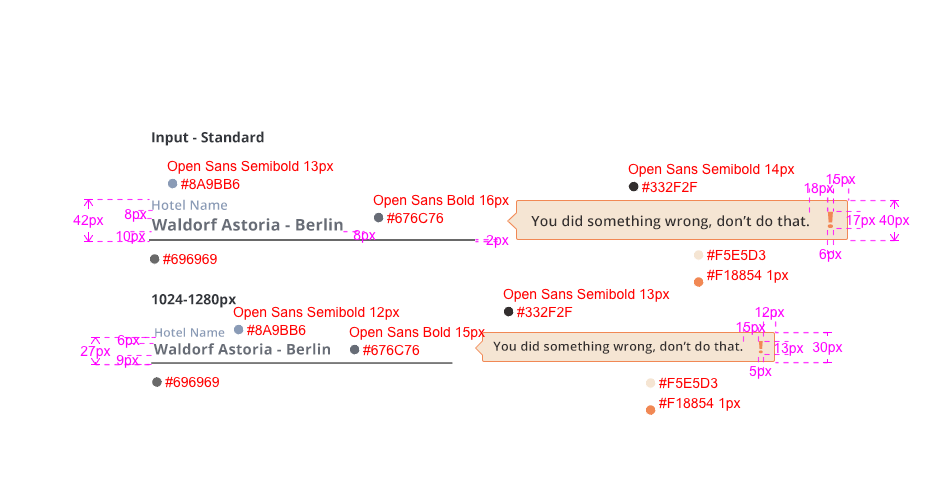 Input - Standard
Open Sans Semibold 13px
#8A9BB6
Open Sans Semibold 14px
#332F2F
15px
18px
Open Sans Bold 16px
#676C76
Hotel Name
8px
42px
Waldorf Astoria - Berlin
10px
8px
2px
You did something wrong, don't do that.
!
17px
40px
6px
#696969
#F5E5D3
#F18854 1px
1024-1280px
Open Sans Semibold 12px
#8A9BB6
Open Sans Semibold 13px
#332F2F
12px
15px
Open Sans Bold 15px
#676C76
Hotel Name
6px
27px
Waldorf Astoria - Berlin
9px
You did something wrong, don't do that.
!
13px
30px
5px
#696969
#F5E5D3
#F18854 1px